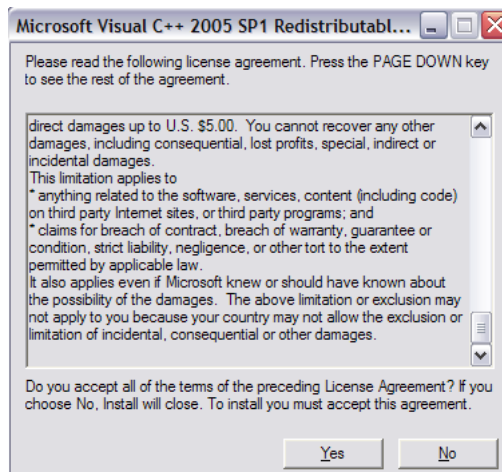 Microsoft Visual C++ 2005 SP1 Redistributabl...
Please read the following license agreement. Press the PAGE DOWN key
to see the rest of the agreement.
direct damages up to U.S. $5.00.  You cannot recover any other
damages, including consequential, lost profits, special, indirect or
incidental damages.
This limitation applies to
* anything related to the software, services, content (including code)
on third party Internet sites, or third party programs; and
* claims for breach of contract, breach of warranty, guarantee or
condition, strict liability, negligence, or other tort to the extent
permitted by applicable law.
It also applies even if Microsoft knew or should have known about
the possibility of the damages.  The above limitation or exclusion may
not apply to you because your country may not allow the exclusion or
limitation of incidental, consequential or other damages.
Do you accept all of the terms of the preceding License Agreement? If you
choose No, Install will close. To install you must accept this agreement.
Yes
No